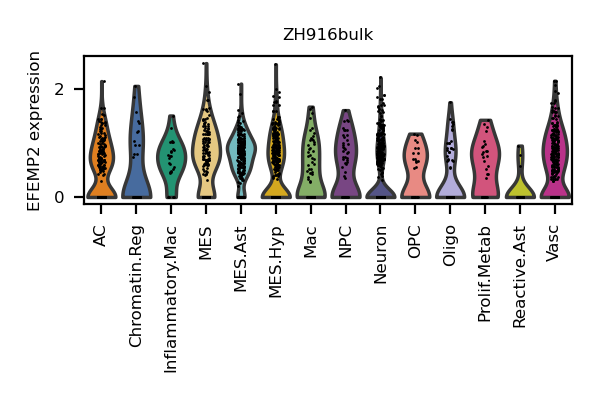 ZH916bulk
EFEMP2 expression
2
0
AC
Chromatin.Reg
Inflammatory.Mac
MES
MES.Ast
MES.Hyp
Mac
NPC
Neuron
OPC
Oligo
Prolif.Metab
Reactive.Ast
Vasc